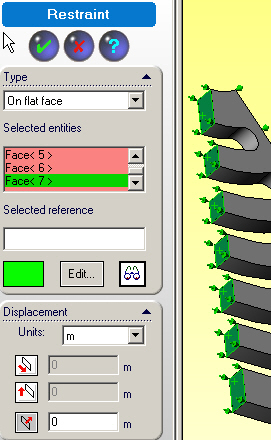 Restraint
?
Type
On flat face
Selected entities
Face< 5 >
Face< 6 >
Face< 7 >
Selected reference
Edit...
Displacement
Units: m
0 m
0 m
0 m